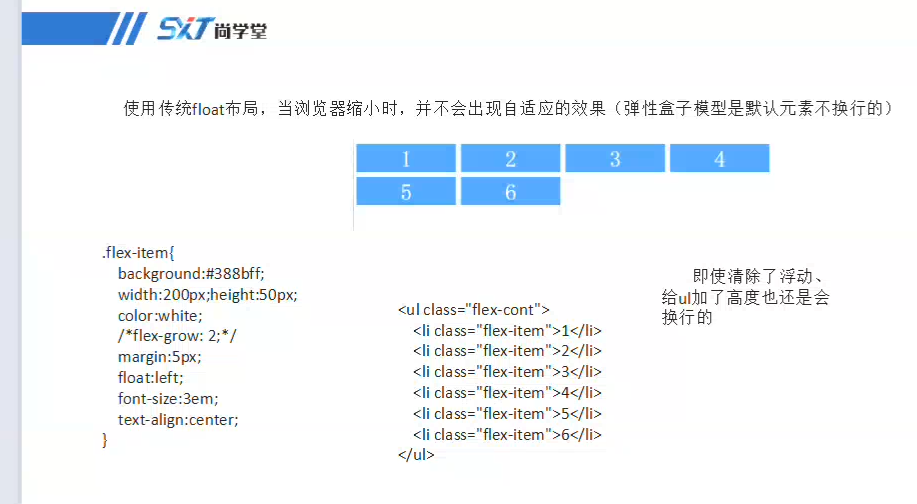 SXT尚学堂
使用传统float布局，当浏览器缩小时，并不会出现自适应的效果（弹性盒子模型是默认元素不换行的）
1 2 3 4
5 6
.flex-item{
background:#388bff;
width:200px;height:50px;
color:white;
/*flex-grow: 2;*/
margin:5px;
float:left;
font-size:3em;
text-align:center;
}
<ul class="flex-cont">
<li class="flex-item">1</li>
<li class="flex-item">2</li>
<li class="flex-item">3</li>
<li class="flex-item">4</li>
<li class="flex-item">5</li>
<li class="flex-item">6</li>
</ul>
即使清除了浮动、
给ul加了高度也还是会
换行的